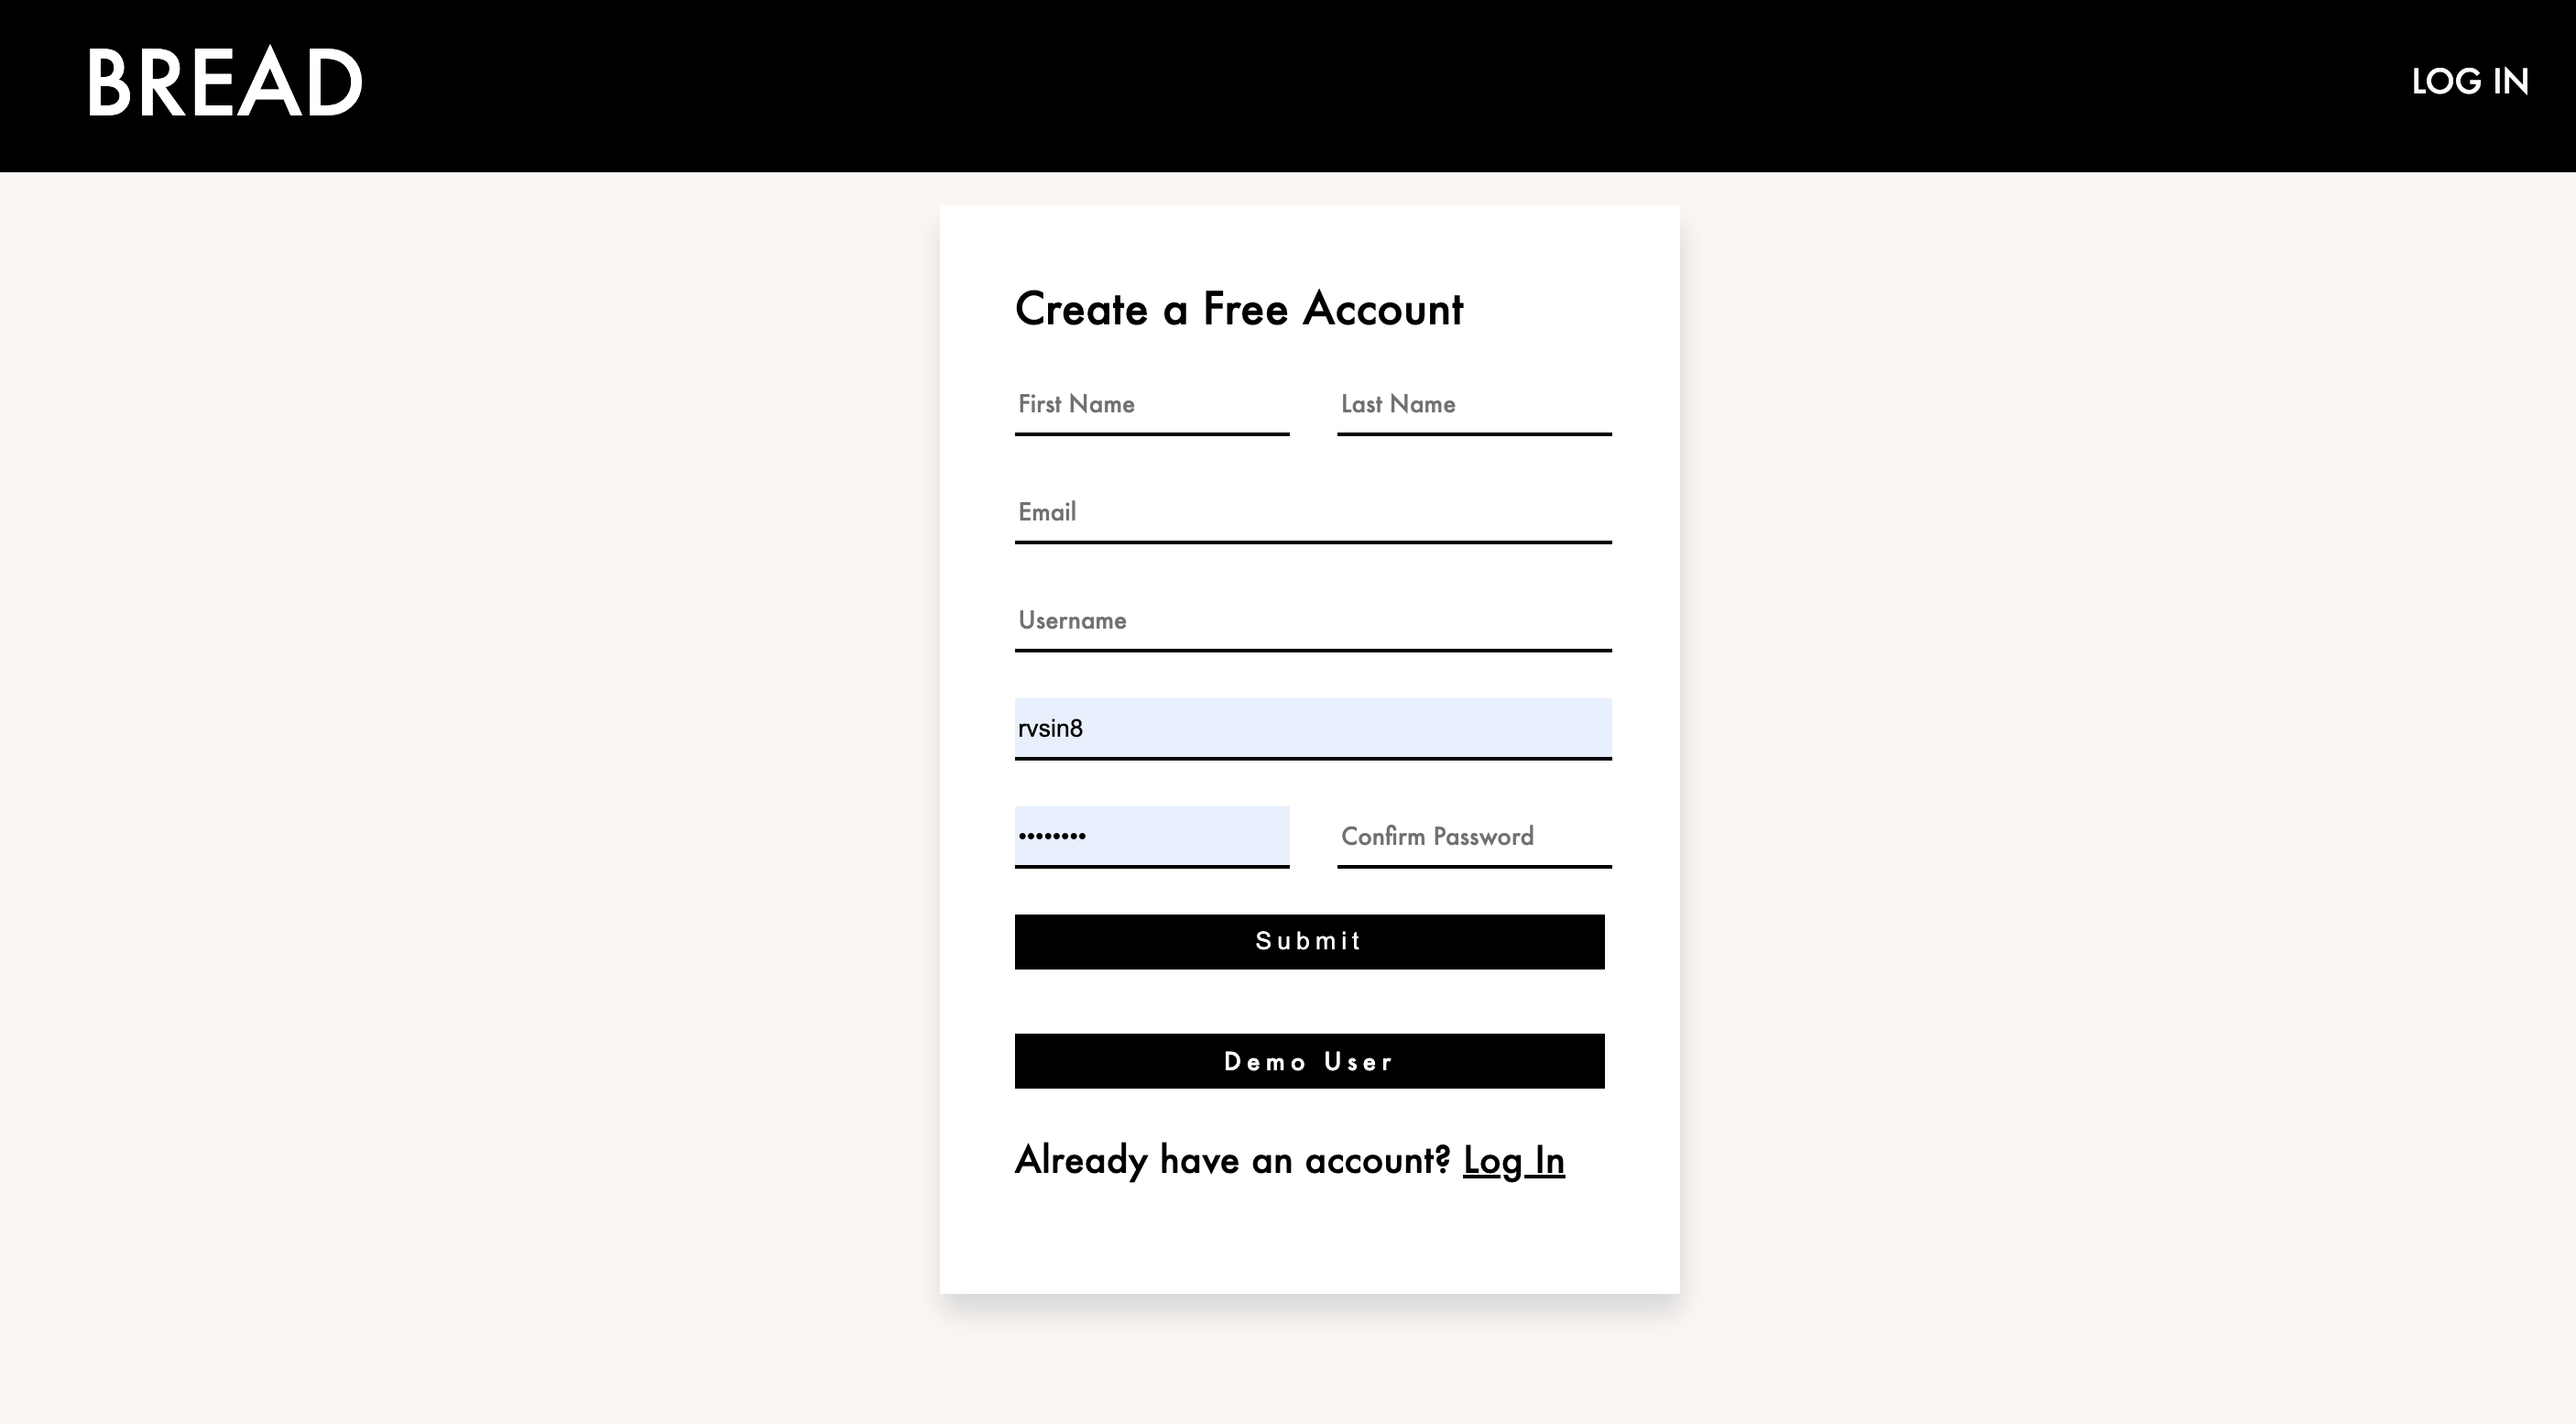 BREAD
LOG IN
Create a Free Account
First Name
Last Name
Email
Username
rvsin8
••••••••
Confirm Password
Submit
Demo User
Already have an account? Log In